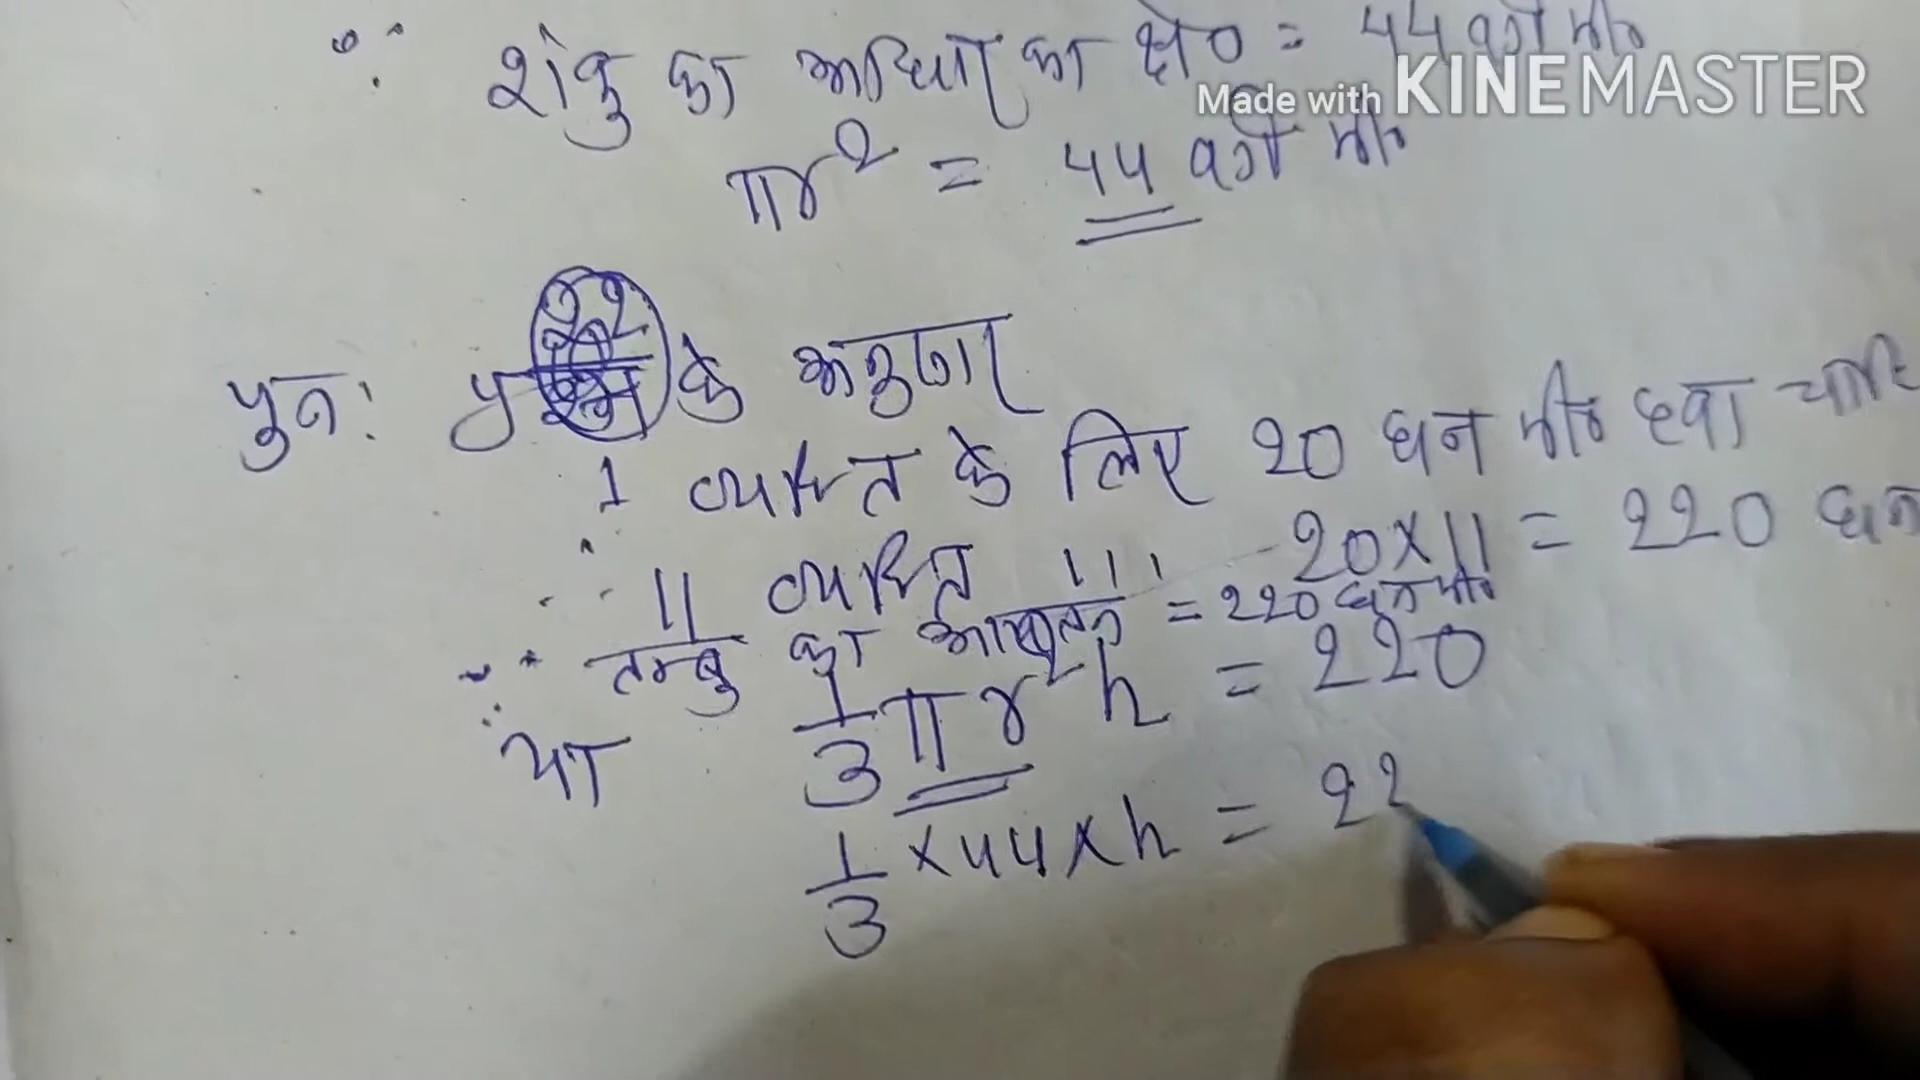 ∵ शंकु का आधार का क्षे० = 44 वर्ग मी०
Made with KINEMASTER
πr² = 44 वर्ग मी०
पुनः प्रश्न के अनुसार
1 व्यक्ति के लिए 20 घन मी० हवा चाहि
∴ 11 व्यक्ति ,,, 20×11 = 220 घन
∴ तम्बु का आयतन = 220 घन मी०
या 1/3 πr²h = 220
1/3 ×44×h = 22